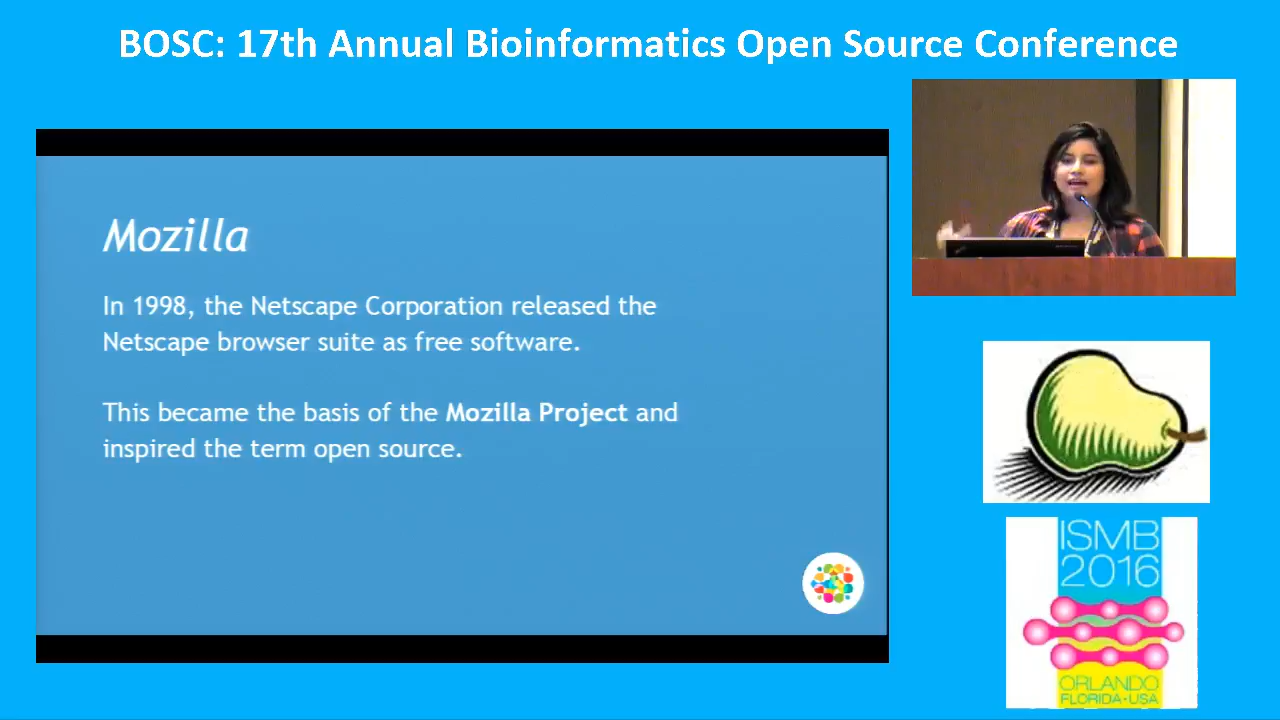 BOSC: 17th Annual Bioinformatics Open Source Conference
Mozilla
In 1998, the Netscape Corporation released the
Netscape browser suite as free software.
This became the basis of the Mozilla Project and
inspired the term open source.
ISMB
2016
ORLANDO
FLORIDA•USA